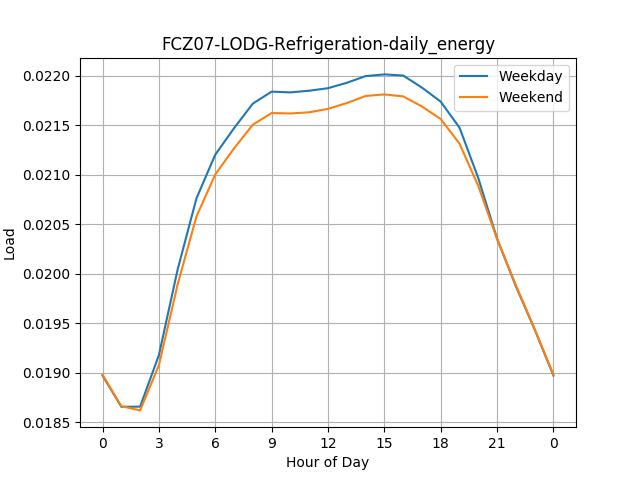 FCZ07-LODG-Refrigeration-daily_energy
Weekday
Weekend
Load
0.0220
0.0215
0.0210
0.0205
0.0200
0.0195
0.0190
0.0185
0 3 6 9 12 15 18 21 0
Hour of Day